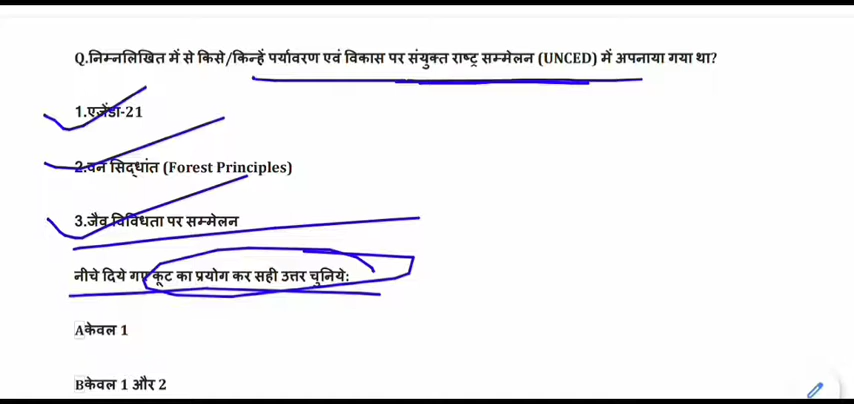 Q.निम्नलिखित में से किसे/किन्हें पर्यावरण एवं विकास पर संयुक्त राष्ट्र सम्मेलन (UNCED) में अपनाया गया था?
1.एजेंडा-21
2.वन सिद्धांत (Forest Principles)
3.जैव विविधता पर सम्मेलन
नीचे दिये गए कूट का प्रयोग कर सही उत्तर चुनिये:
Aकेवल 1
Bकेवल 1 और 2